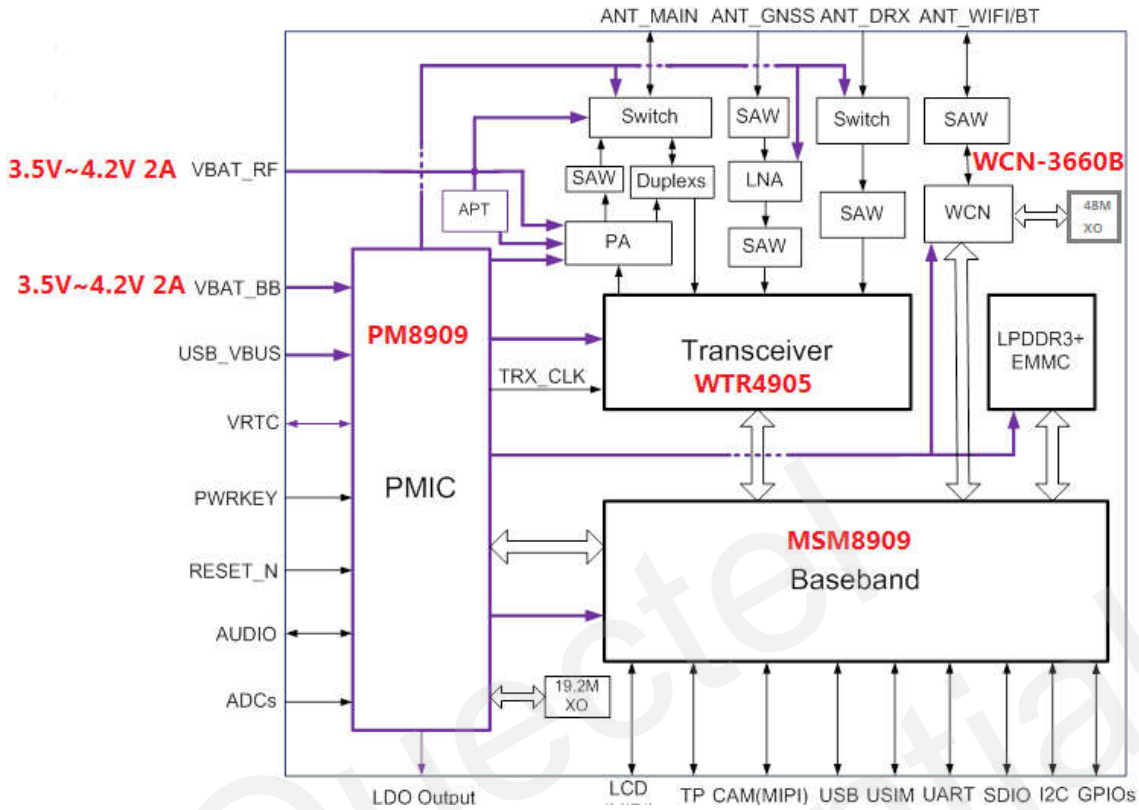 ANT_MAIN ANT_GNSS ANT_DRX ANT_WIFI/BT
Switch
SAW
Switch
SAW
3.5V~4.2V 2A VBAT_RF
WCN-3660B
SAW
Duplexs
LNA
APT
SAW
WCN
48M
XO
PA
SAW
3.5V~4.2V 2A VBAT_BB
PM8909
USB_VBUS
Transceiver
WTR4905
LPDDR3+
EMMC
TRX_CLK
VRTC
PMIC
PWRKEY
MSM8909
Baseband
RESET_N
AUDIO
19.2M
XO
ADCs
LDO Output
LCD
TP CAM(MIPI) USB USIM UART SDIO I2C GPIOs
Quectel